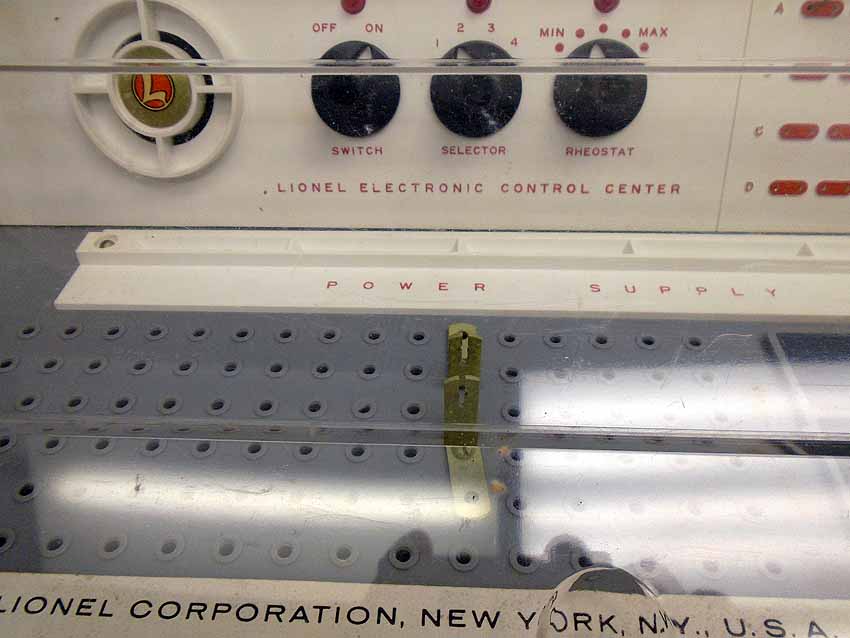 L
OFF ON
1 2 3 4
MIN MAX
SWITCH SELECTOR RHEOSTAT
LIONEL ELECTRONIC CONTROL CENTER
A
C
D
POWER SUPPLY
LIONEL CORPORATION, NEW YORK, N.Y., U.S.A.